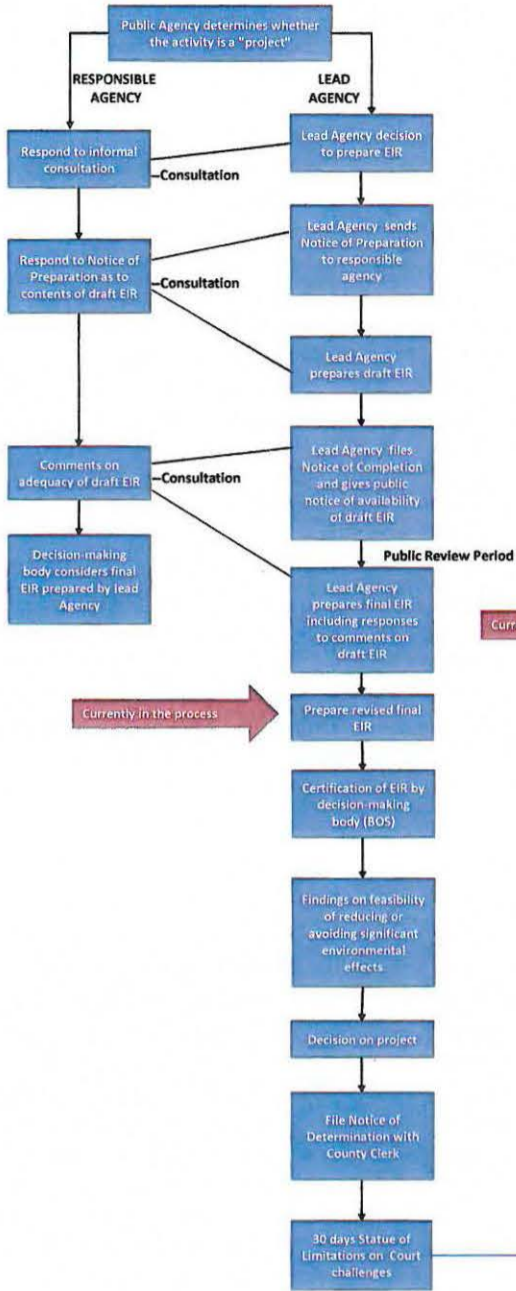 Public Agency determines whether
the activity is a "project"
RESPONSIBLE
AGENCY
LEAD
AGENCY
Respond to informal
consultation
Consultation
Lead Agency decision
to prepare EIR
Respond to Notice of
Preparation as to
contents of draft EIR
Consultation
Lead Agency sends
Notice of Preparation
to responsible
agency
Lead Agency
prepares draft EIR
Comments on
adequacy of draft EIR
Consultation
Lead Agency files
Notice of Completion
and gives public
notice of availability
of draft EIR
Decision-making
body considers final
EIR prepared by lead
Agency
Public Review Period
Lead Agency
prepares final EIR
including responses
to comments on
draft EIR
Curr
Currently in the process
Prepare revised final
EIR
Certification of EIR by
decision-making
body (BOS)
Findings on feasibility
of reducing or
avoiding significant
environmental
effects
Decision on project
File Notice of
Determination with
County Clerk
30 days Statue of
Limitations on Court
challenges